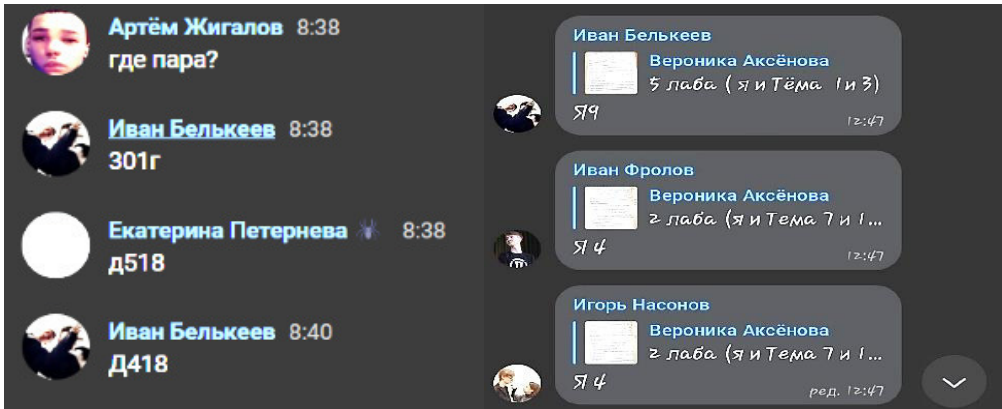 Артём Жигалов 8:38
где пара?
Иван Белькеев 8:38
301г
Екатерина Петернева 🕷 8:38
д518
Иван Белькеев 8:40
Д418
Иван Белькеев
Вероника Аксёнова
5 лаба (я и Тёма 1 и 3)
Я9
12:47
Иван Фролов
Вероника Аксёнова
2 лаба (я и Тема 7 и 1...
Я 4
12:47
Игорь Насонов
Вероника Аксёнова
2 лаба (я и Тема 7 и 1...
Я 4
ред. 12:47